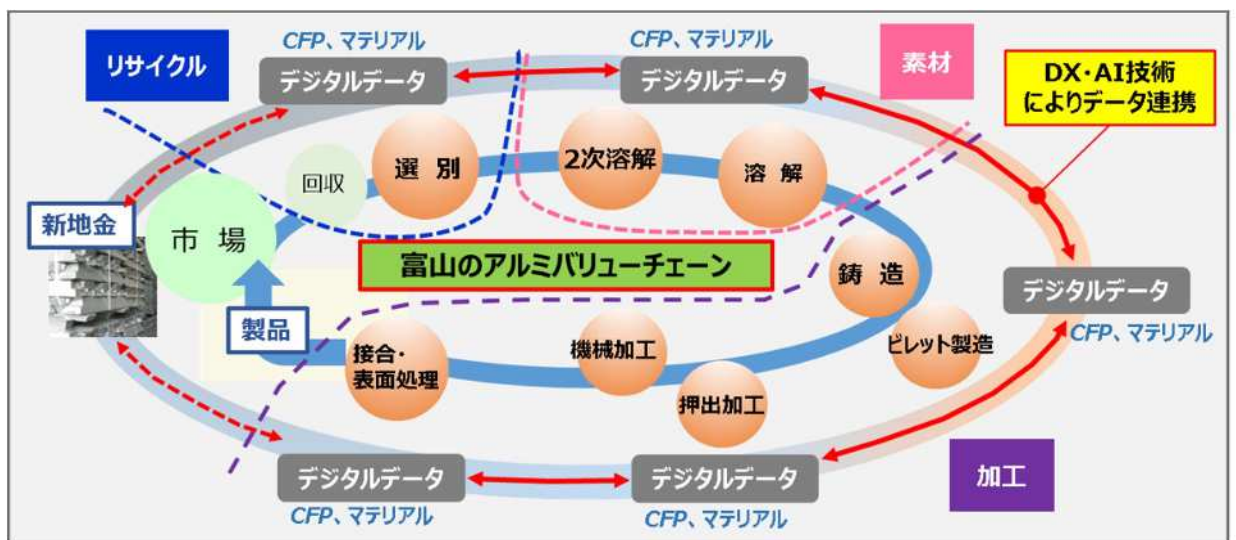 リサイクル
CFP、マテリアル
デジタルデータ
CFP、マテリアル
デジタルデータ
素材
DX・AI技術
によりデータ連携
選 別
2次溶解
溶 解
回収
新地金
市 場
富山のアルミバリューチェーン
鋳 造
デジタルデータ
CFP、マテリアル
製品
接合・
表面処理
機械加工
ビレット製造
押出加工
デジタルデータ
CFP、マテリアル
デジタルデータ
CFP、マテリアル
加工